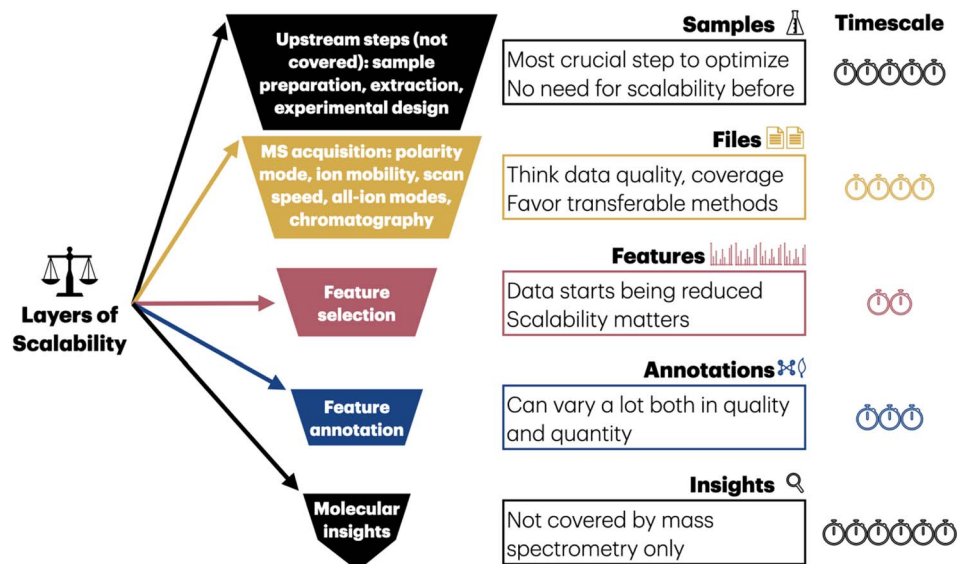 Samples
Timescale
Upstream steps (not
covered): sample
preparation, extraction,
experimental design
Most crucial step to optimize
No need for scalability before
Files
MS acquisition: polarity
mode, ion mobility, scan
speed, all-ion modes,
chromatography
Think data quality, coverage
Favor transferable methods
Layers of
Scalability
Features
Feature
selection
Data starts being reduced
Scalability matters
Annotations
Feature
annotation
Can vary a lot both in quality
and quantity
Insights
Molecular
insights
Not covered by mass
spectrometry only